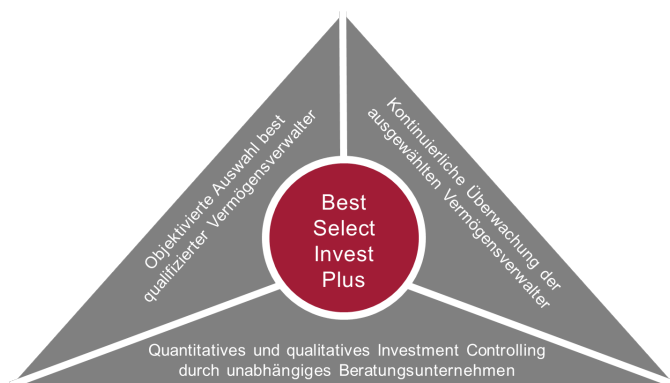 Objektivierte Auswahl best
qualifizierter Vermögensverwalter
Kontinuierliche Überwachung der
ausgewählten Vermögensverwalter
Best
Select
Invest
Plus
Quantitatives und qualitatives Investment Controlling
durch unabhängiges Beratungsunternehmen